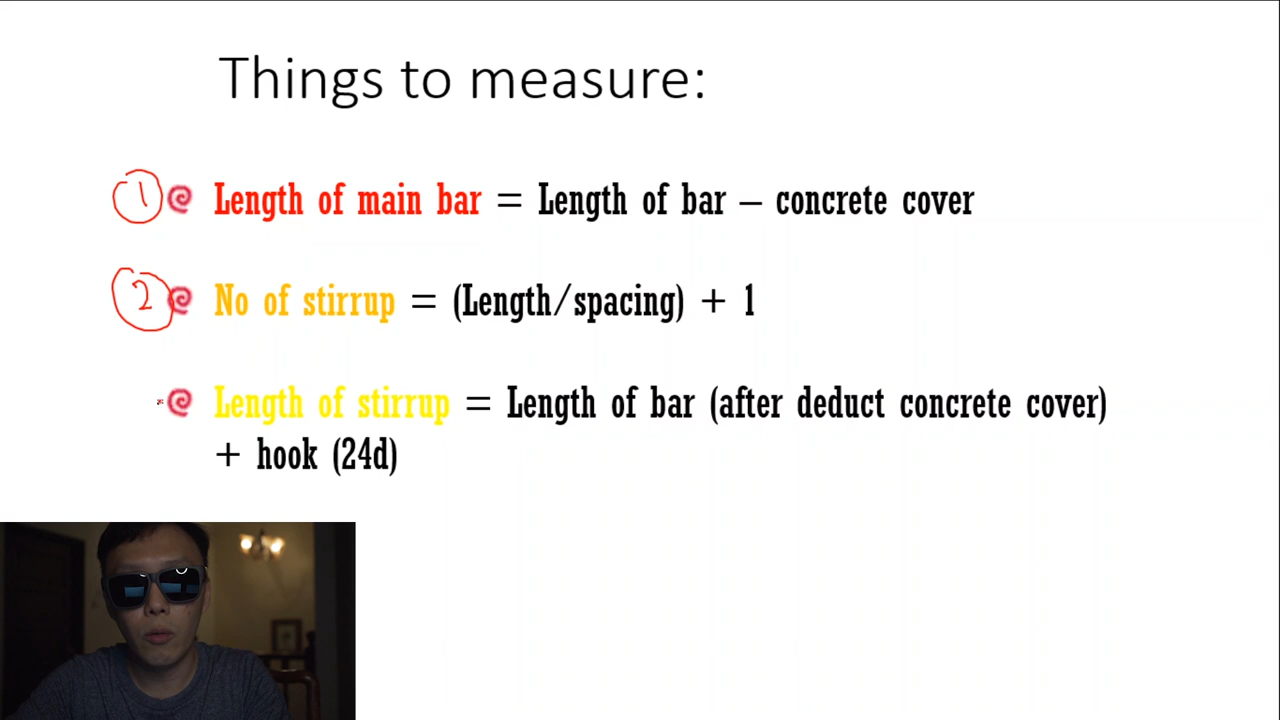 Things to measure:
1 Length of main bar = Length of bar – concrete cover
2 No of stirrup = (Length/spacing) + 1
Length of stirrup = Length of bar (after deduct concrete cover)
+ hook (24d)